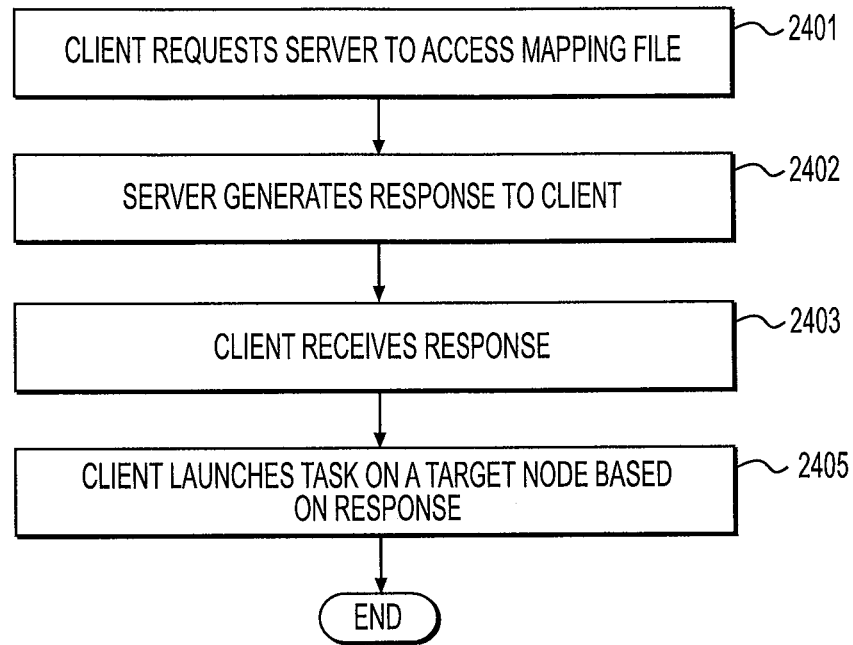 CLIENT REQUESTS SERVER TO ACCESS MAPPING FILE
2401
SERVER GENERATES RESPONSE TO CLIENT
2402
CLIENT RECEIVES RESPONSE
2403
CLIENT LAUNCHES TASK ON A TARGET NODE BASED
ON RESPONSE
2405
END